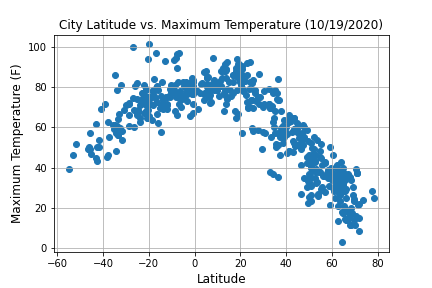 City Latitude vs. Maximum Temperature (10/19/2020)
Maximum Temperature (F)
100
80
60
40
20
0
−60 −40 −20 0 20 40 60 80
Latitude